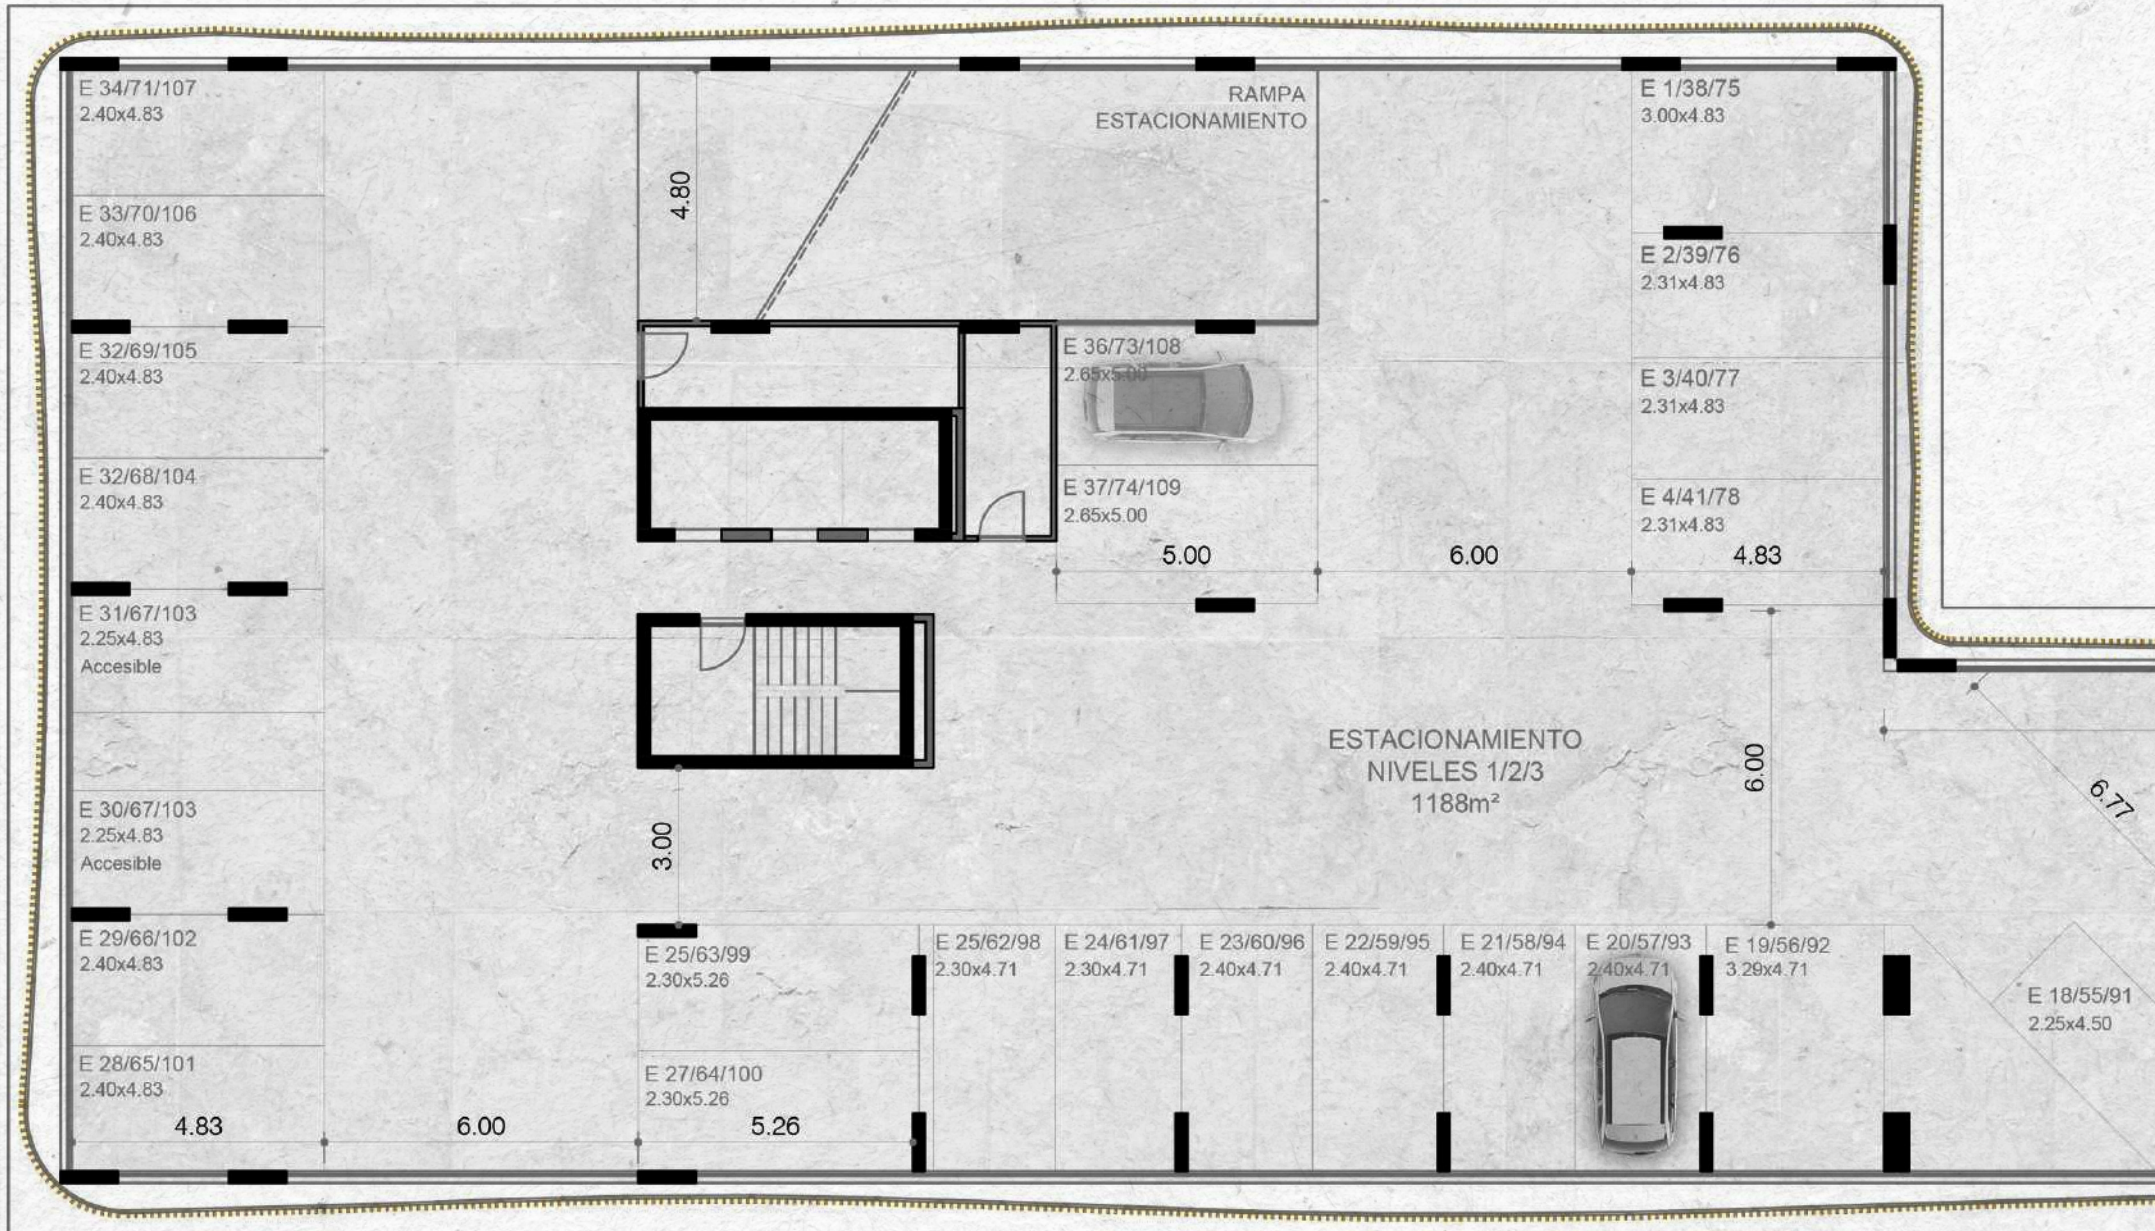 E 34/71/107
2.40x4.83
E 33/70/106
2.40x4.83
E 32/69/105
2.40x4.83
E 32/68/104
2.40x4.83
E 31/67/103
2.25x4.83
Accesible
E 30/67/103
2.25x4.83
Accesible
E 29/66/102
2.40x4.83
E 28/65/101
2.40x4.83
4.83
6.00
5.26
4.80
RAMPA
ESTACIONAMIENTO
E 36/73/108
2.65x5.00
E 37/74/109
2.65x5.00
5.00
6.00
4.83
E 1/38/75
3.00x4.83
E 2/39/76
2.31x4.83
E 3/40/77
2.31x4.83
E 4/41/78
2.31x4.83
ESTACIONAMIENTO
NIVELES 1/2/3
1188m²
3.00
6.00
6.77
E 25/63/99
2.30x5.26
E 27/64/100
2.30x5.26
E 25/62/98
2.30x4.71
E 24/61/97
2.30x4.71
E 23/60/96
2.40x4.71
E 22/59/95
2.40x4.71
E 21/58/94
2.40x4.71
E 20/57/93
2.40x4.71
E 19/56/92
3.29x4.71
E 18/55/91
2.25x4.50